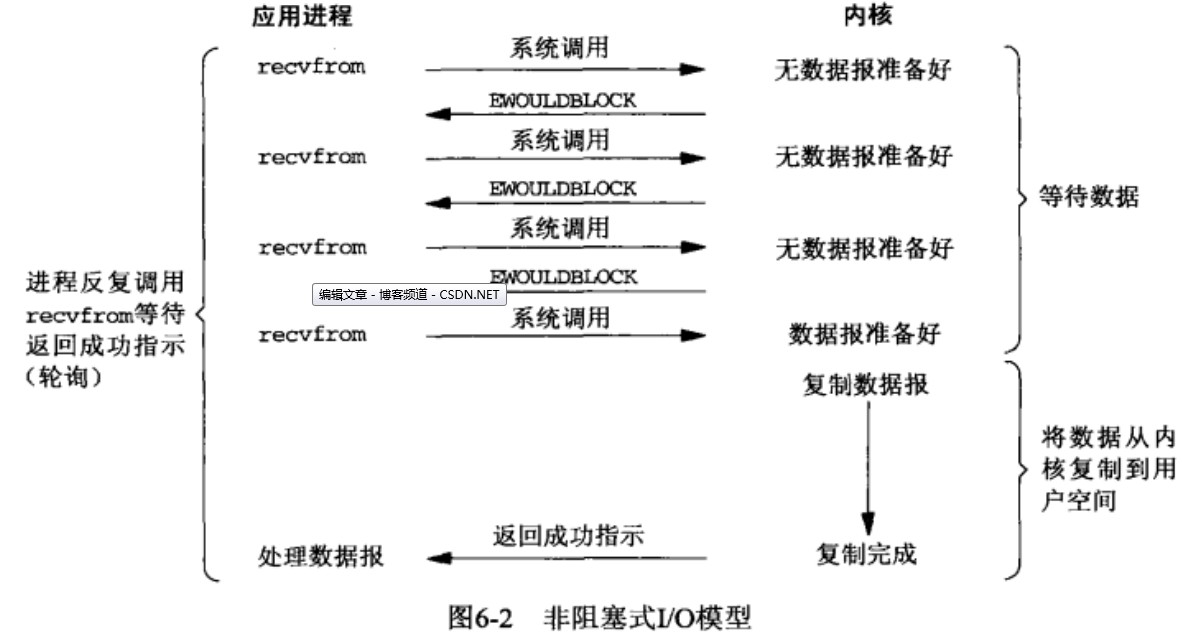 应用进程
内核
recvfrom
系统调用
无数据报准备好
EWOULDBLOCK
recvfrom
系统调用
无数据报准备好
EWOULDBLOCK
等待数据
recvfrom
系统调用
无数据报准备好
EWOULDBLOCK
进程反复调用
recvfrom等待
返回成功指示
（轮询）
编辑文章 - 博客频道 - CSDN.NET
recvfrom
系统调用
数据报准备好
复制数据报
将数据从内
核复制到用
户空间
处理数据报
返回成功指示
复制完成
图6-2 非阻塞式I/O模型